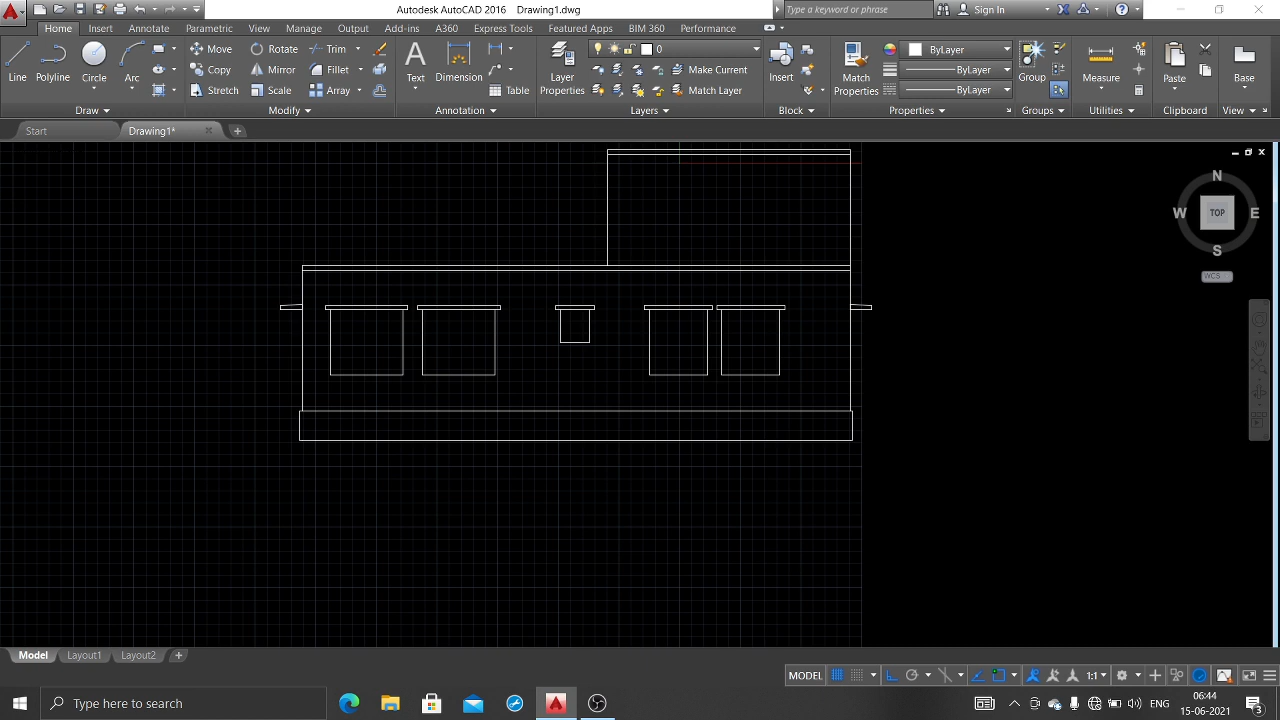 Autodesk AutoCAD 2016 Drawing1.dwg
Type a keyword or phrase
Sign In
Home Insert Annotate Parametric View Manage Output Add-ins A360 Express Tools Featured Apps BIM 360 Performance
Line Polyline Circle Arc
Move Rotate Trim
Copy Mirror Fillet
Stretch Scale Array
Text Dimension Table
Layer Properties
0
Make Current
Match Layer
Insert
Match Properties
ByLayer
ByLayer
ByLayer
Group
Measure
Paste
Base
Draw Modify Annotation Layers Block Properties Groups Utilities Clipboard View
Start Drawing1*
N
W TOP E
S
WCS
Model Layout1 Layout2
MODEL 1:1
Type here to search
ENG
06:44
15-06-2021
3